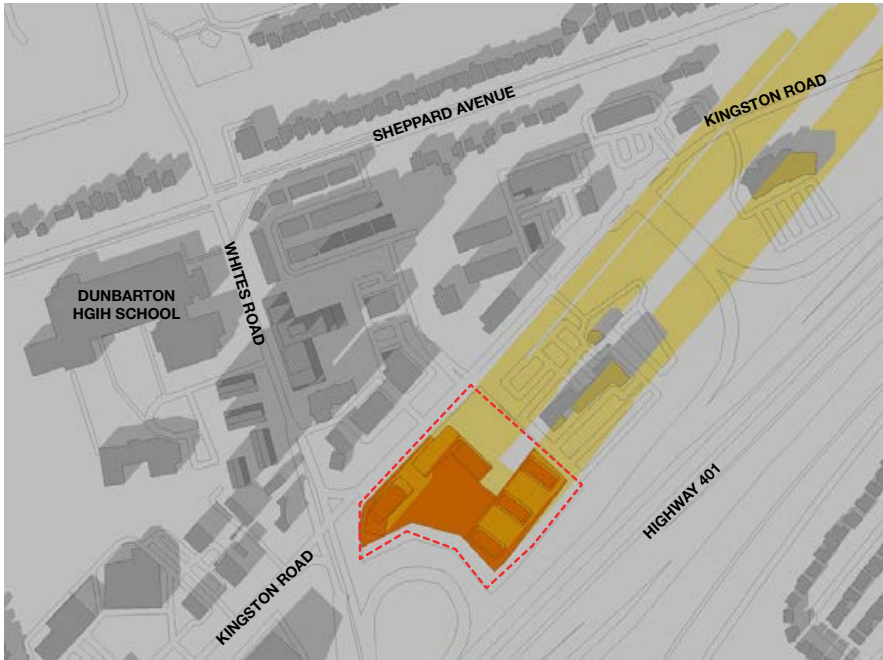 KINGSTON ROAD
SHEPPARD AVENUE
WHITES ROAD
DUNBARTON
HGIH SCHOOL
HIGHWAY 401
KINGSTON ROAD